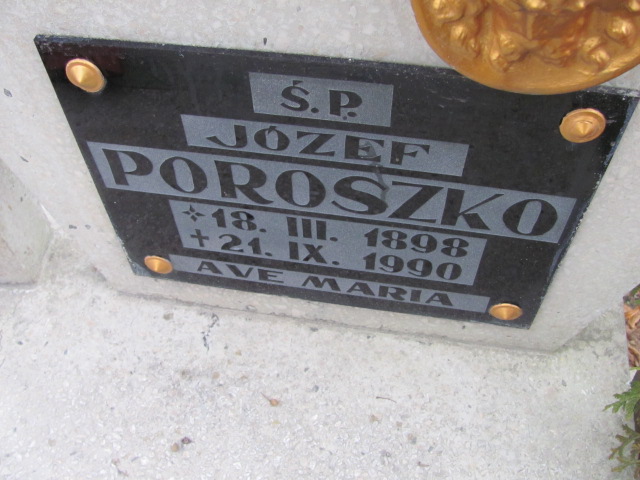 Ś.P.
JÓZEF
POROSZKO
✧18. III. 1898
+21. IX. 1990
AVE MARIA